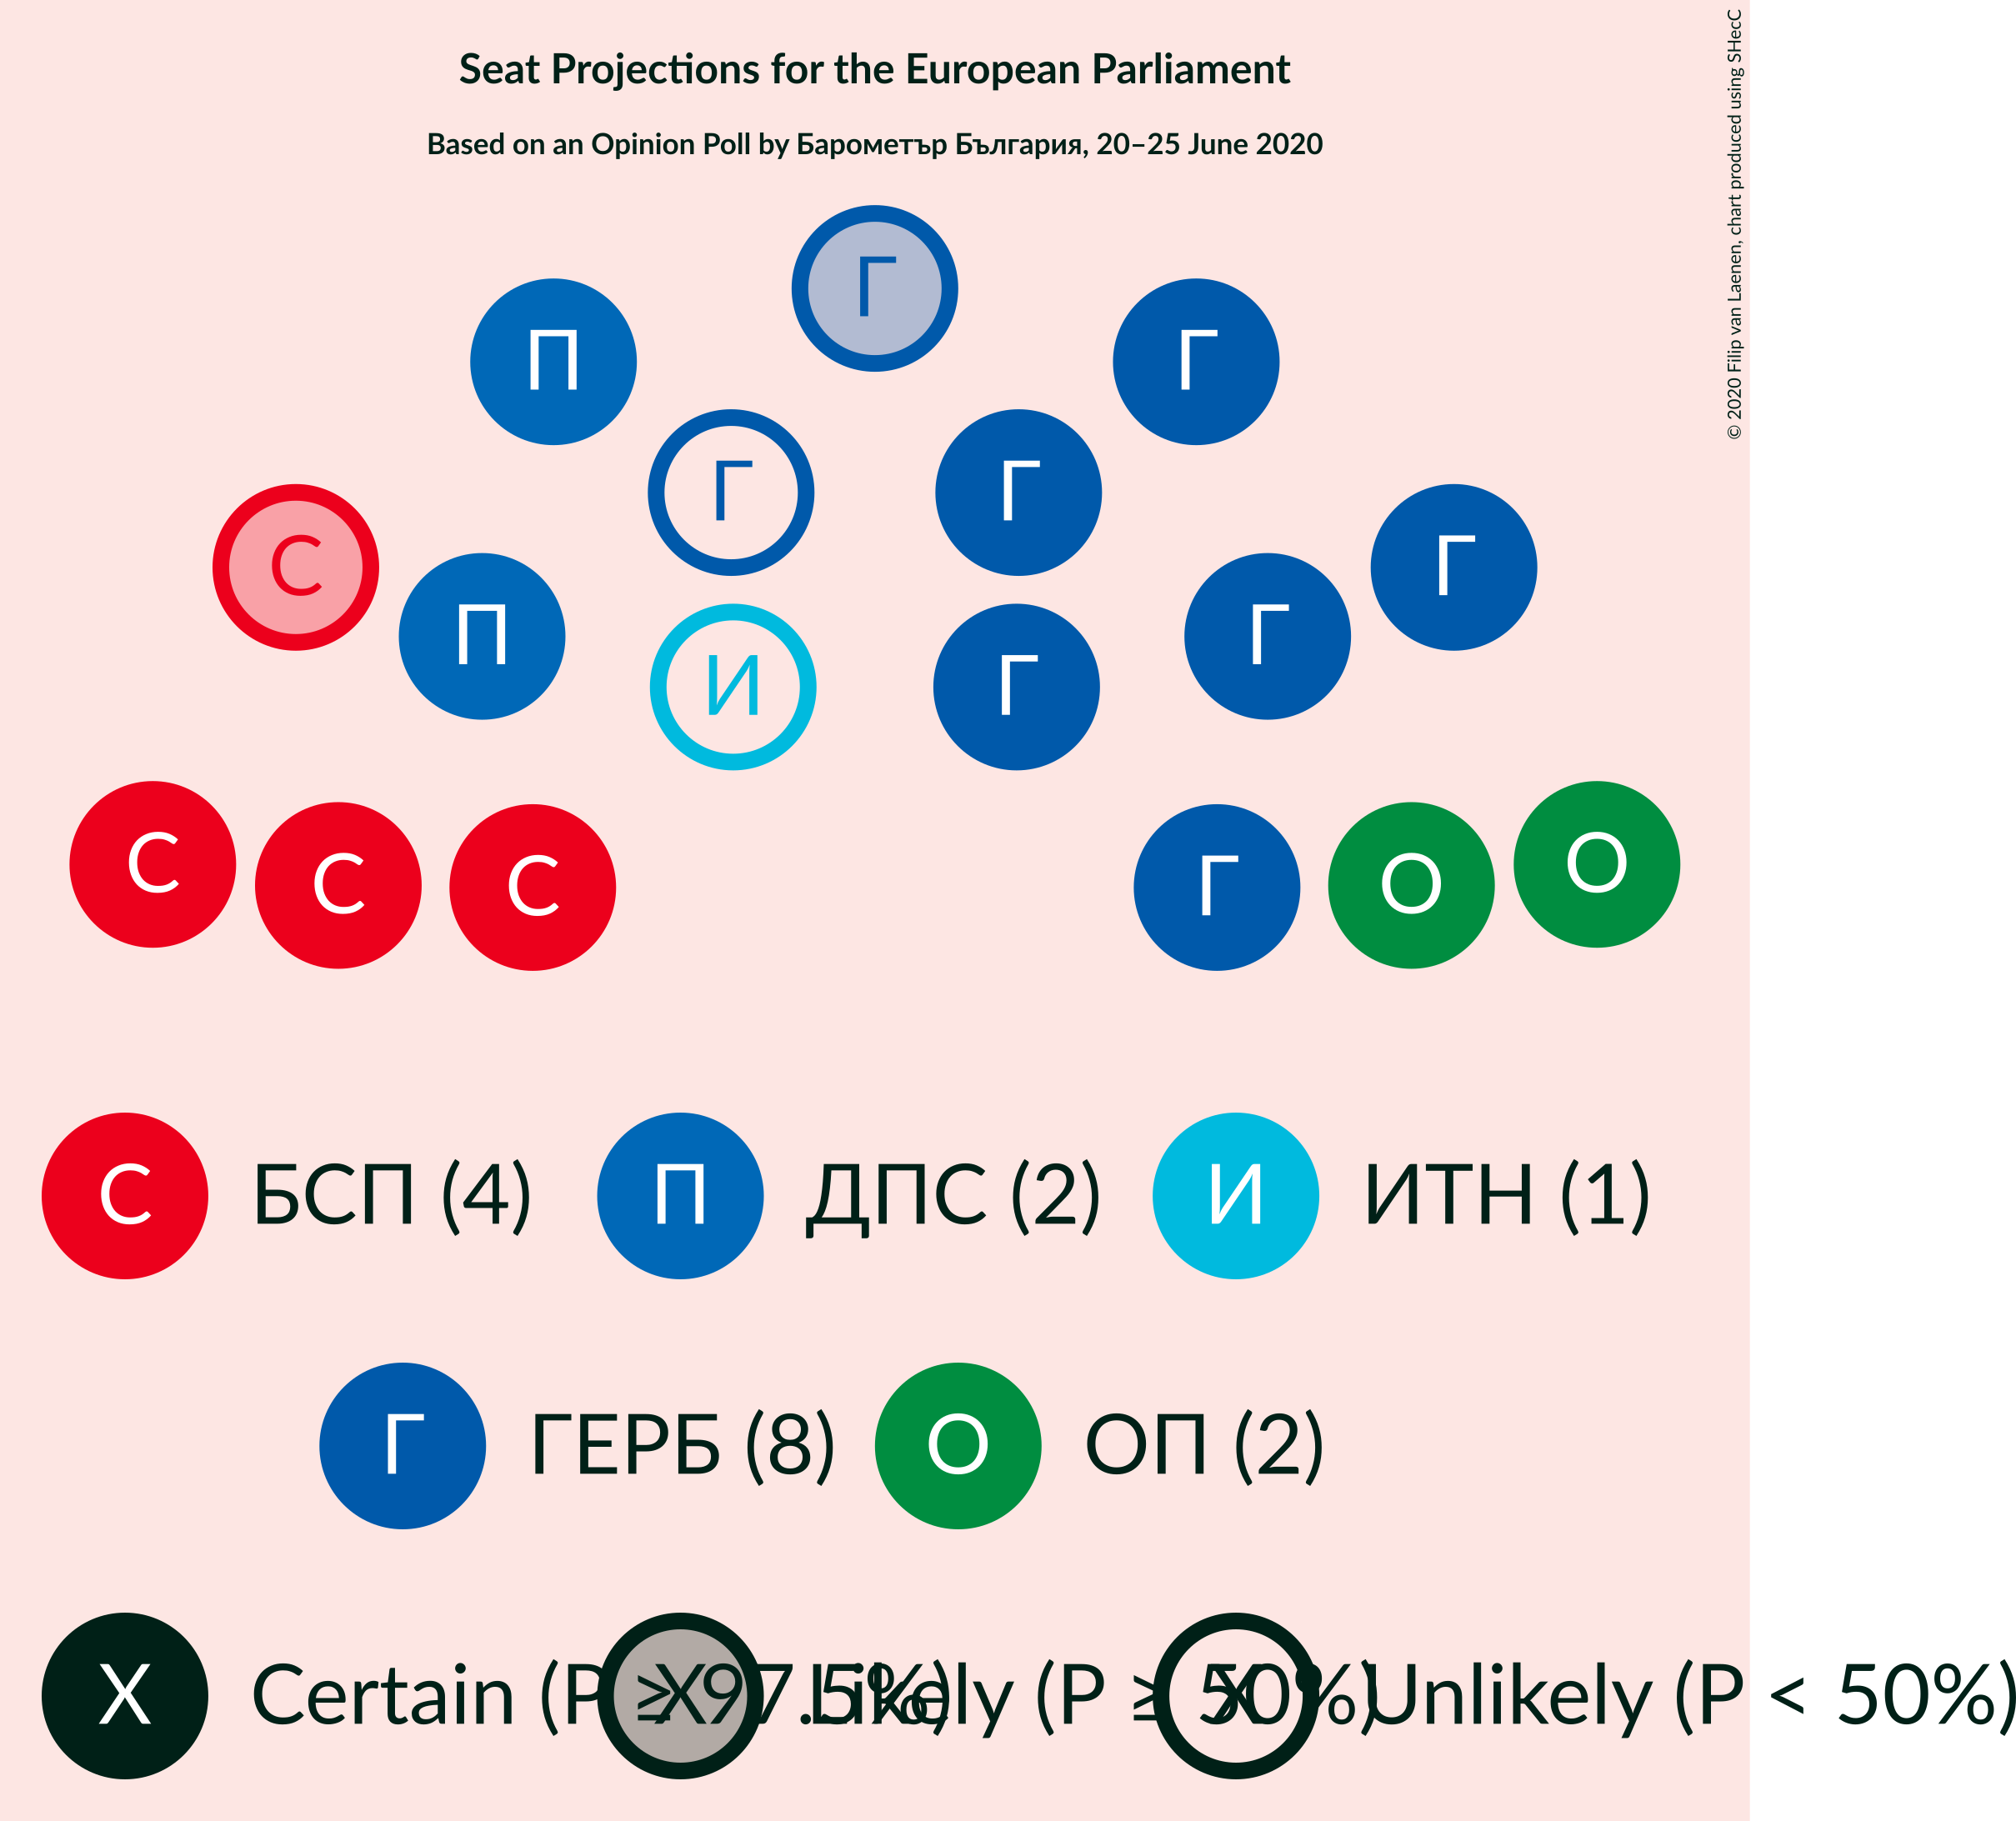 Seat Projections for the European Parliament
Based on an Opinion Poll by Барометър България, 20–25 June 2020
© 2020 Filip van Laenen, chart produced using SHecC
Г
П
Г
Г
Г
С
Г
П
Г
И
Г
С
С
С
Г
О
О
С БСП (4) П ДПС (2) И ИТН (1)
Г ГЕРБ (8) О ОП (2)
X Certain (P ≥ 97.5%) X Likely (P ≥ 50%) X Unlikely (P < 50%)